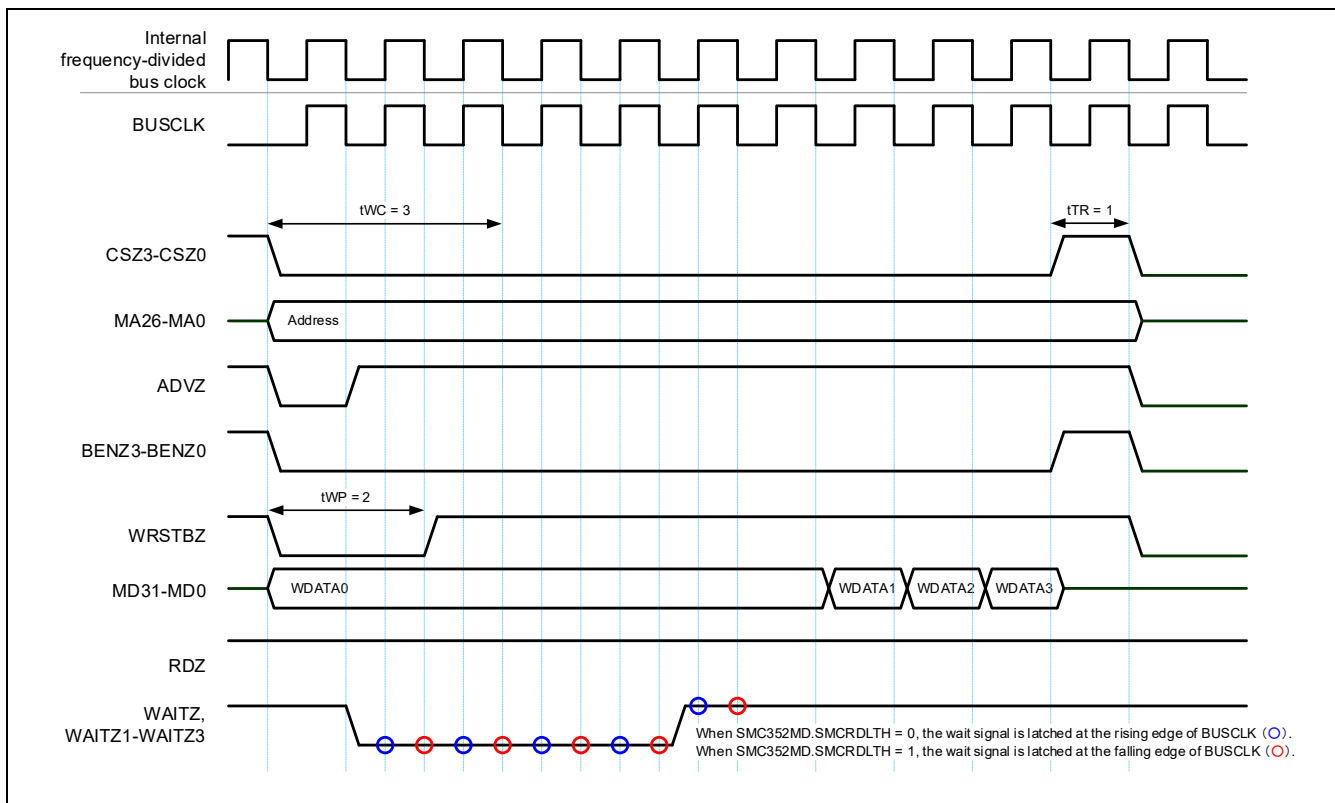 Internal
frequency-divided
bus clock
BUSCLK
tWC = 3
tTR = 1
CSZ3-CSZ0
MA26-MA0
Address
ADVZ
BENZ3-BENZ0
tWP = 2
WRSTBZ
MD31-MD0
WDATA0
WDATA1
WDATA2
WDATA3
RDZ
WAITZ,
WAITZ1-WAITZ3
When SMC352MD.SMCRDLTH = 0, the wait signal is latched at the rising edge of BUSCLK (○).
When SMC352MD.SMCRDLTH = 1, the wait signal is latched at the falling edge of BUSCLK (○).